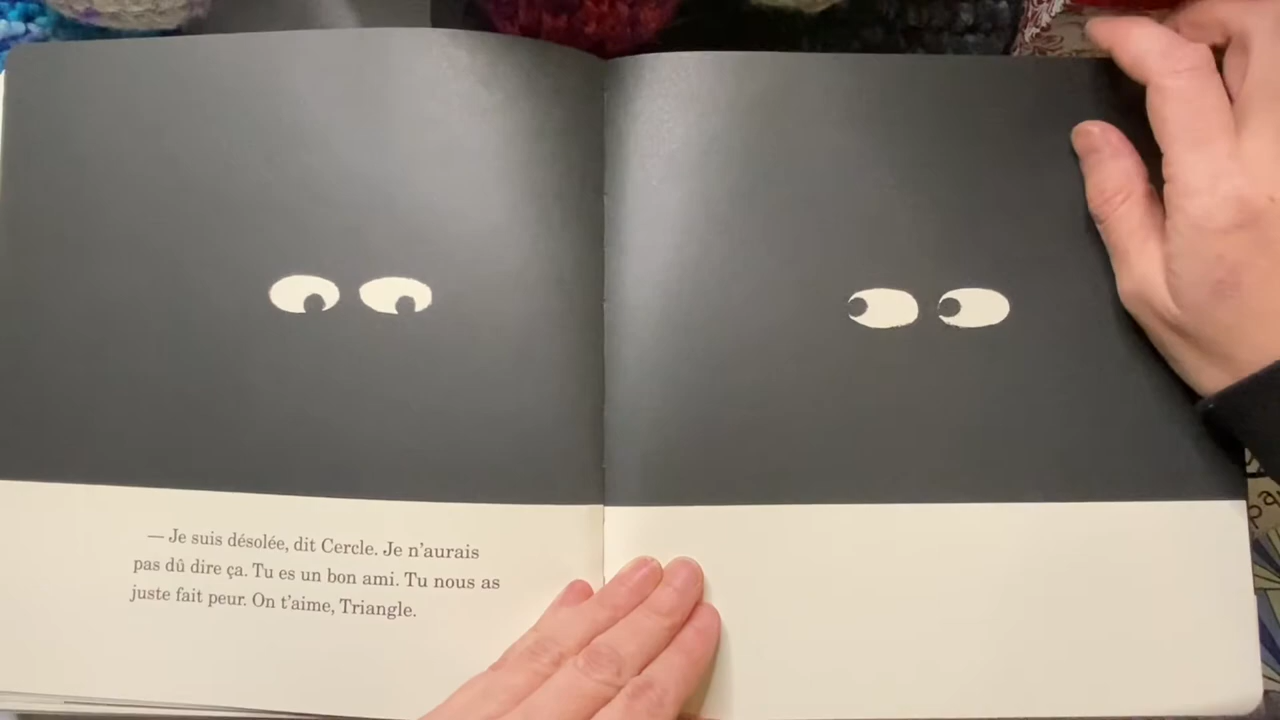 — Je suis désolée, dit Cercle. Je n'aurais
pas dû dire ça. Tu es un bon ami. Tu nous as
juste fait peur. On t'aime, Triangle.